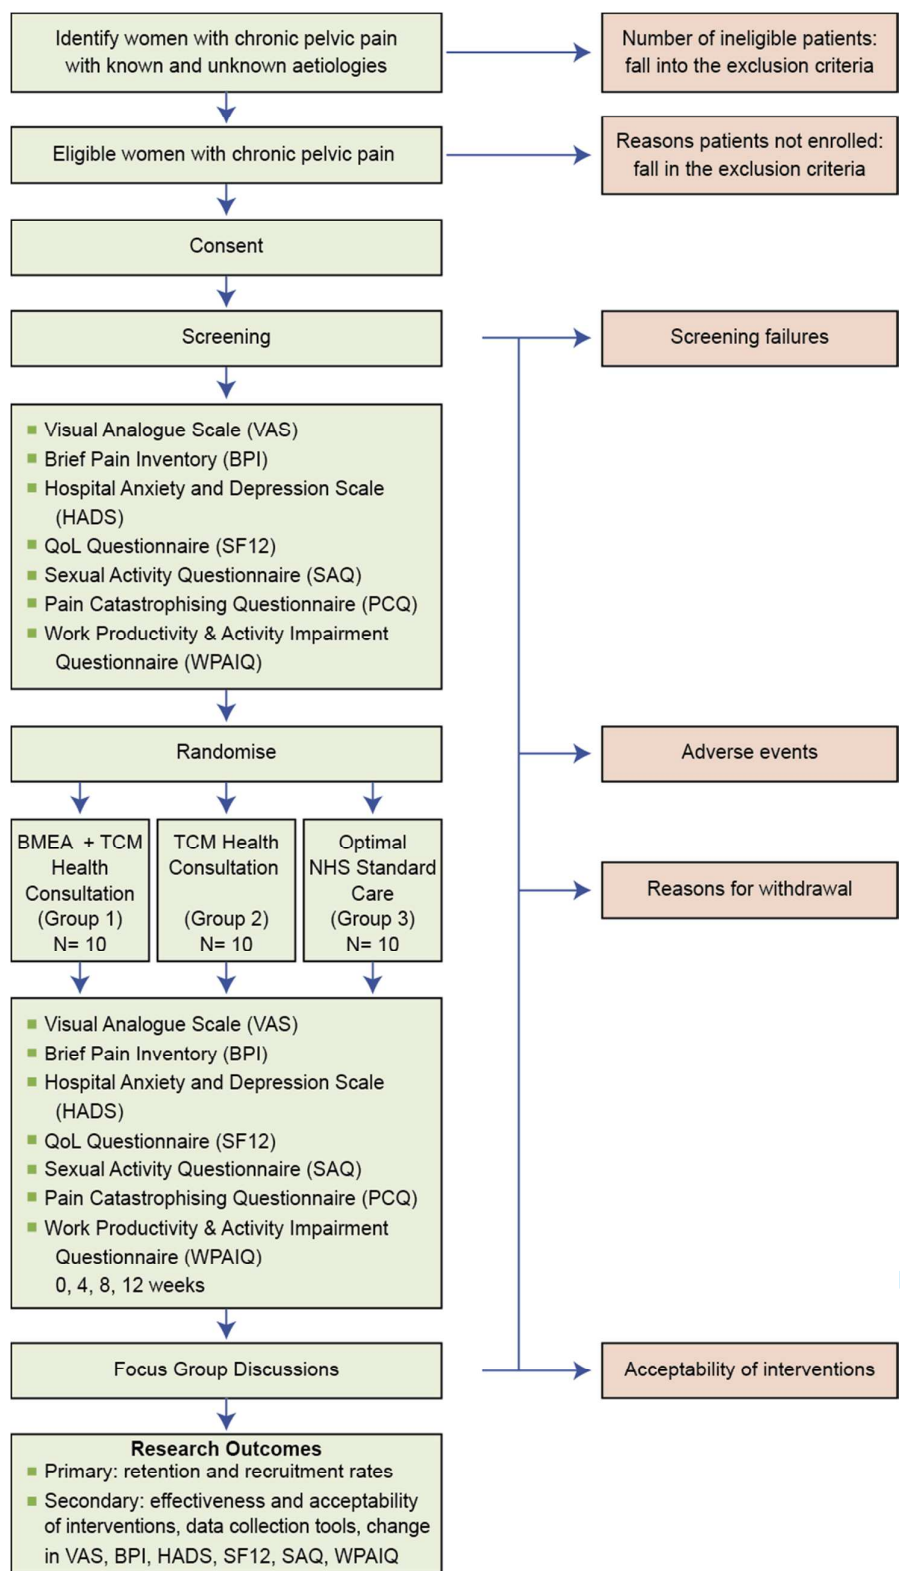 Identify women with chronic pelvic pain
with known and unknown aetiologies
Number of ineligible patients:
fall into the exclusion criteria
Eligible women with chronic pelvic pain
Reasons patients not enrolled:
fall in the exclusion criteria
Consent
Screening
Screening failures
Visual Analogue Scale (VAS)
Brief Pain Inventory (BPI)
Hospital Anxiety and Depression Scale
(HADS)
QoL Questionnaire (SF12)
Sexual Activity Questionnaire (SAQ)
Pain Catastrophising Questionnaire (PCQ)
Work Productivity & Activity Impairment
Questionnaire (WPAIQ)
Randomise
Adverse events
BMEA + TCM
Health
Consultation
(Group 1)
N= 10
TCM Health
Consultation
(Group 2)
N= 10
Optimal
NHS Standard
Care
(Group 3)
N= 10
Reasons for withdrawal
Visual Analogue Scale (VAS)
Brief Pain Inventory (BPI)
Hospital Anxiety and Depression Scale
(HADS)
QoL Questionnaire (SF12)
Sexual Activity Questionnaire (SAQ)
Pain Catastrophising Questionnaire (PCQ)
Work Productivity & Activity Impairment
Questionnaire (WPAIQ)
0, 4, 8, 12 weeks
Focus Group Discussions
Acceptability of interventions
Research Outcomes
Primary: retention and recruitment rates
Secondary: effectiveness and acceptability
of interventions, data collection tools, change
in VAS, BPI, HADS, SF12, SAQ, WPAIQ